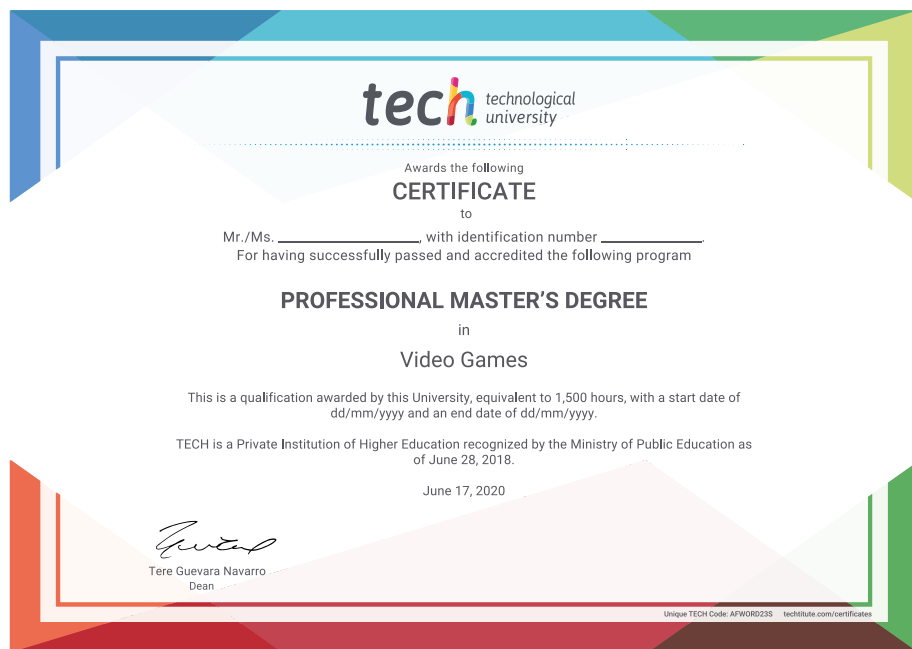 tech technological
university
Awards the following
CERTIFICATE
to
Mr./Ms. ____________________, with identification number ______________.
For having successfully passed and accredited the following program
PROFESSIONAL MASTER'S DEGREE
in
Video Games
This is a qualification awarded by this University, equivalent to 1,500 hours, with a start date of
dd/mm/yyyy and an end date of dd/mm/yyyy.
TECH is a Private Institution of Higher Education recognized by the Ministry of Public Education as
of June 28, 2018.
June 17, 2020
Tere Guevara Navarro
Dean
Unique TECH Code: AFWORD23S techtitute.com/certificates